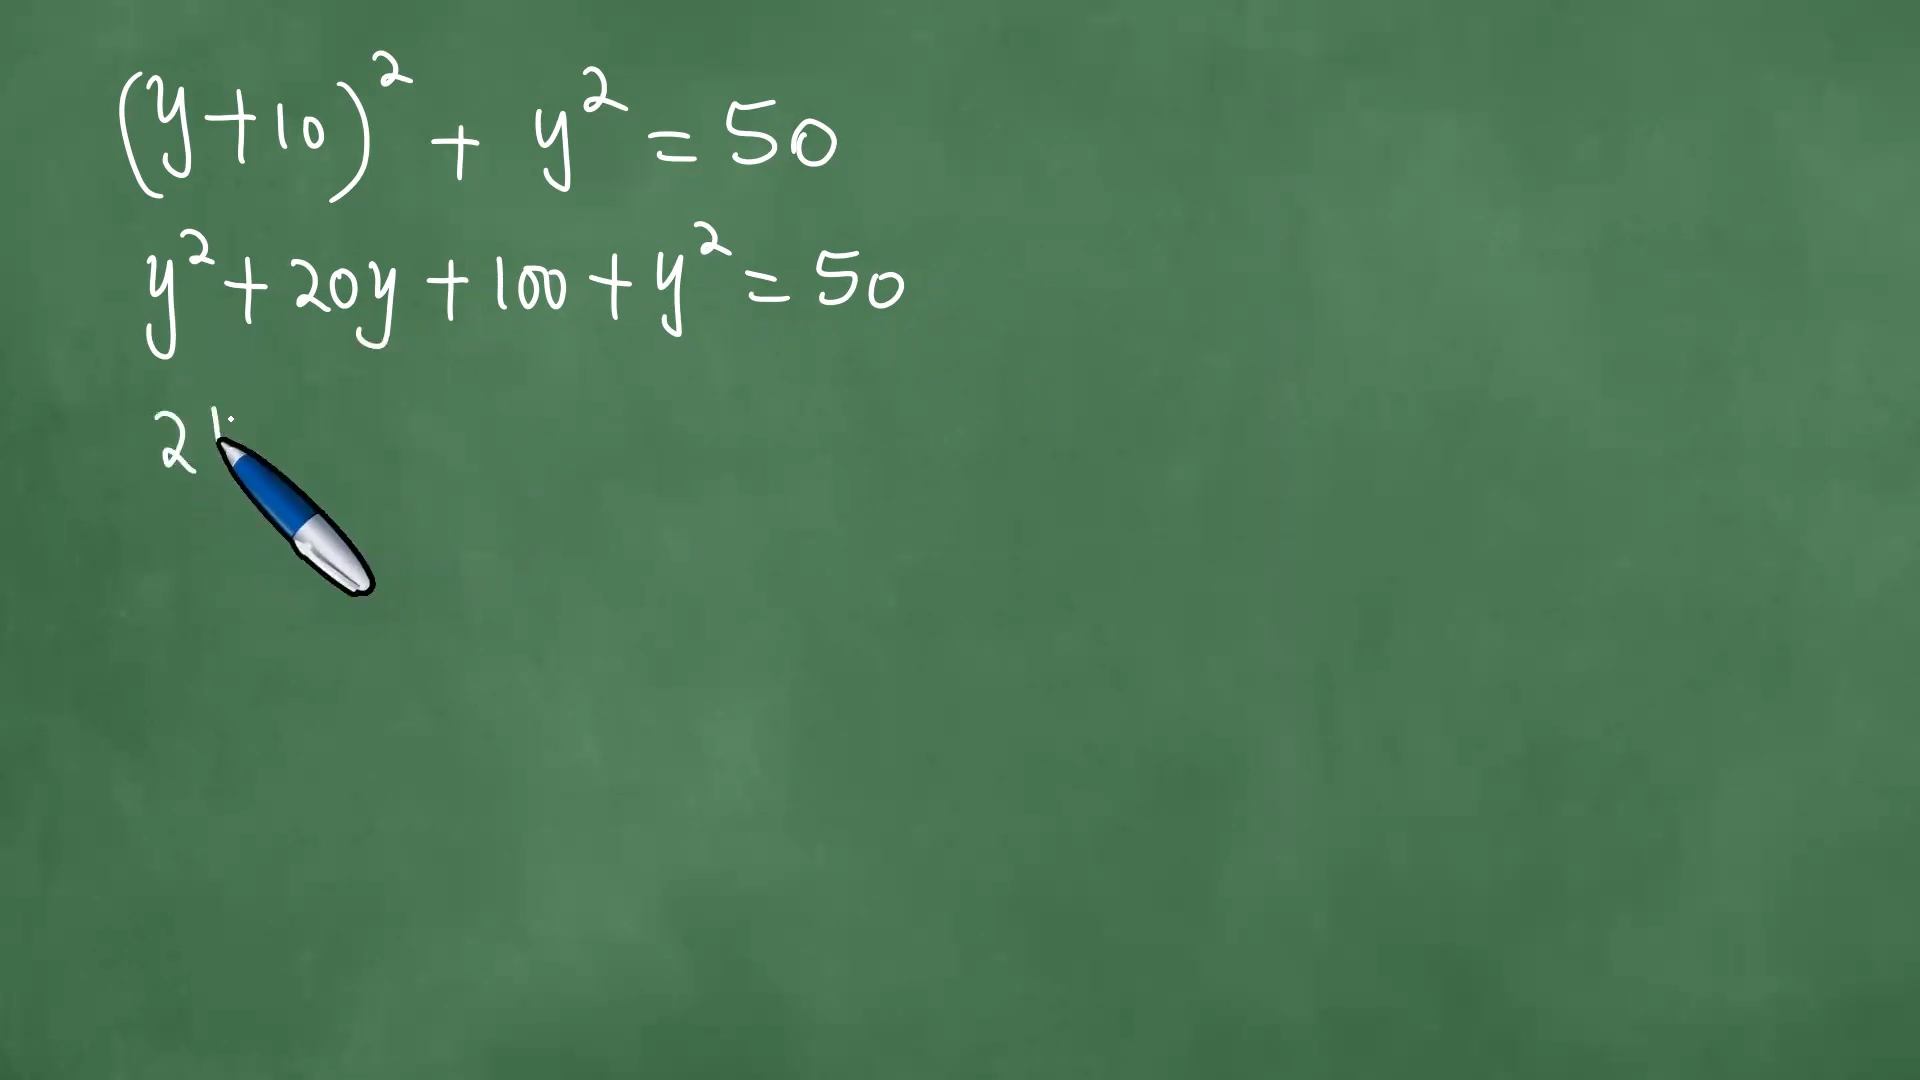 (y+10)² + y² = 50
y² + 20y + 100 + y² = 50
2